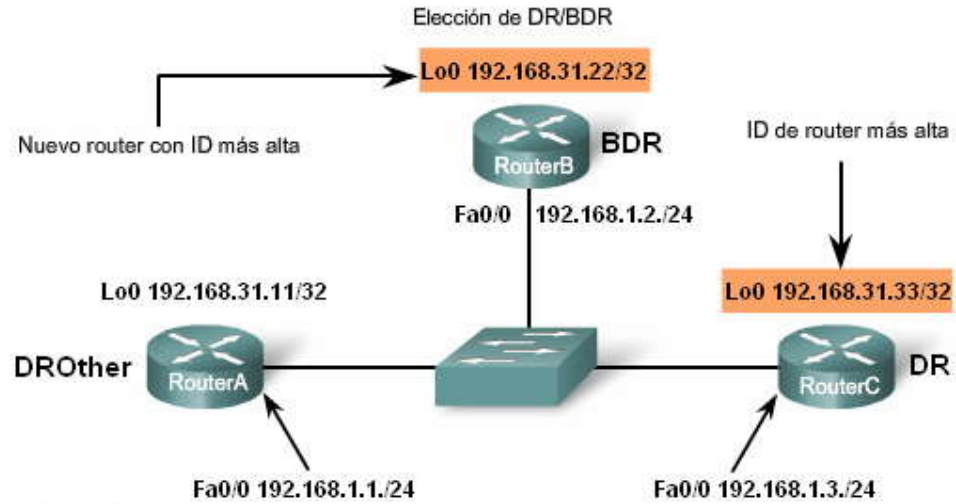 Elección de DR/BDR
Lo0 192.168.31.22/32
Nuevo router con ID más alta
ID de router más alta
BDR
RouterB
Fa0/0 192.168.1.2./24
Lo0 192.168.31.11/32
Lo0 192.168.31.33/32
DROther
RouterA
RouterC
DR
Fa0/0 192.168.1.1./24
Fa0/0 192.168.1.3./24